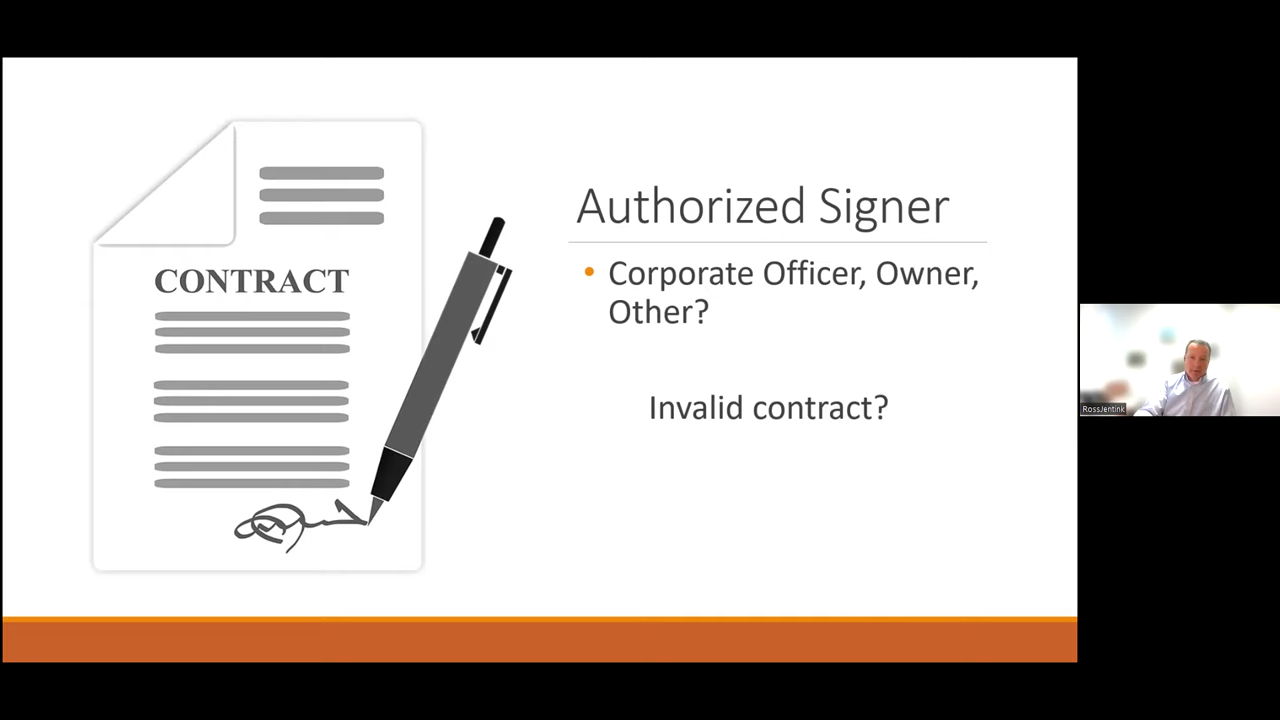 CONTRACT
Authorized Signer
• Corporate Officer, Owner,
Other?
Invalid contract?
RossJentink